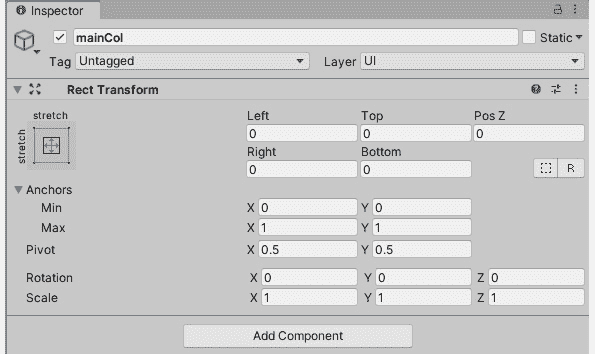 Inspector
mainCol Static
Tag Untagged Layer UI
Rect Transform
stretch
stretch
Left Top Pos Z
0 0 0
Right Bottom
0 0
R
Anchors
Min X 0 Y 0
Max X 1 Y 1
Pivot X 0.5 Y 0.5
Rotation X 0 Y 0 Z 0
Scale X 1 Y 1 Z 1
Add Component